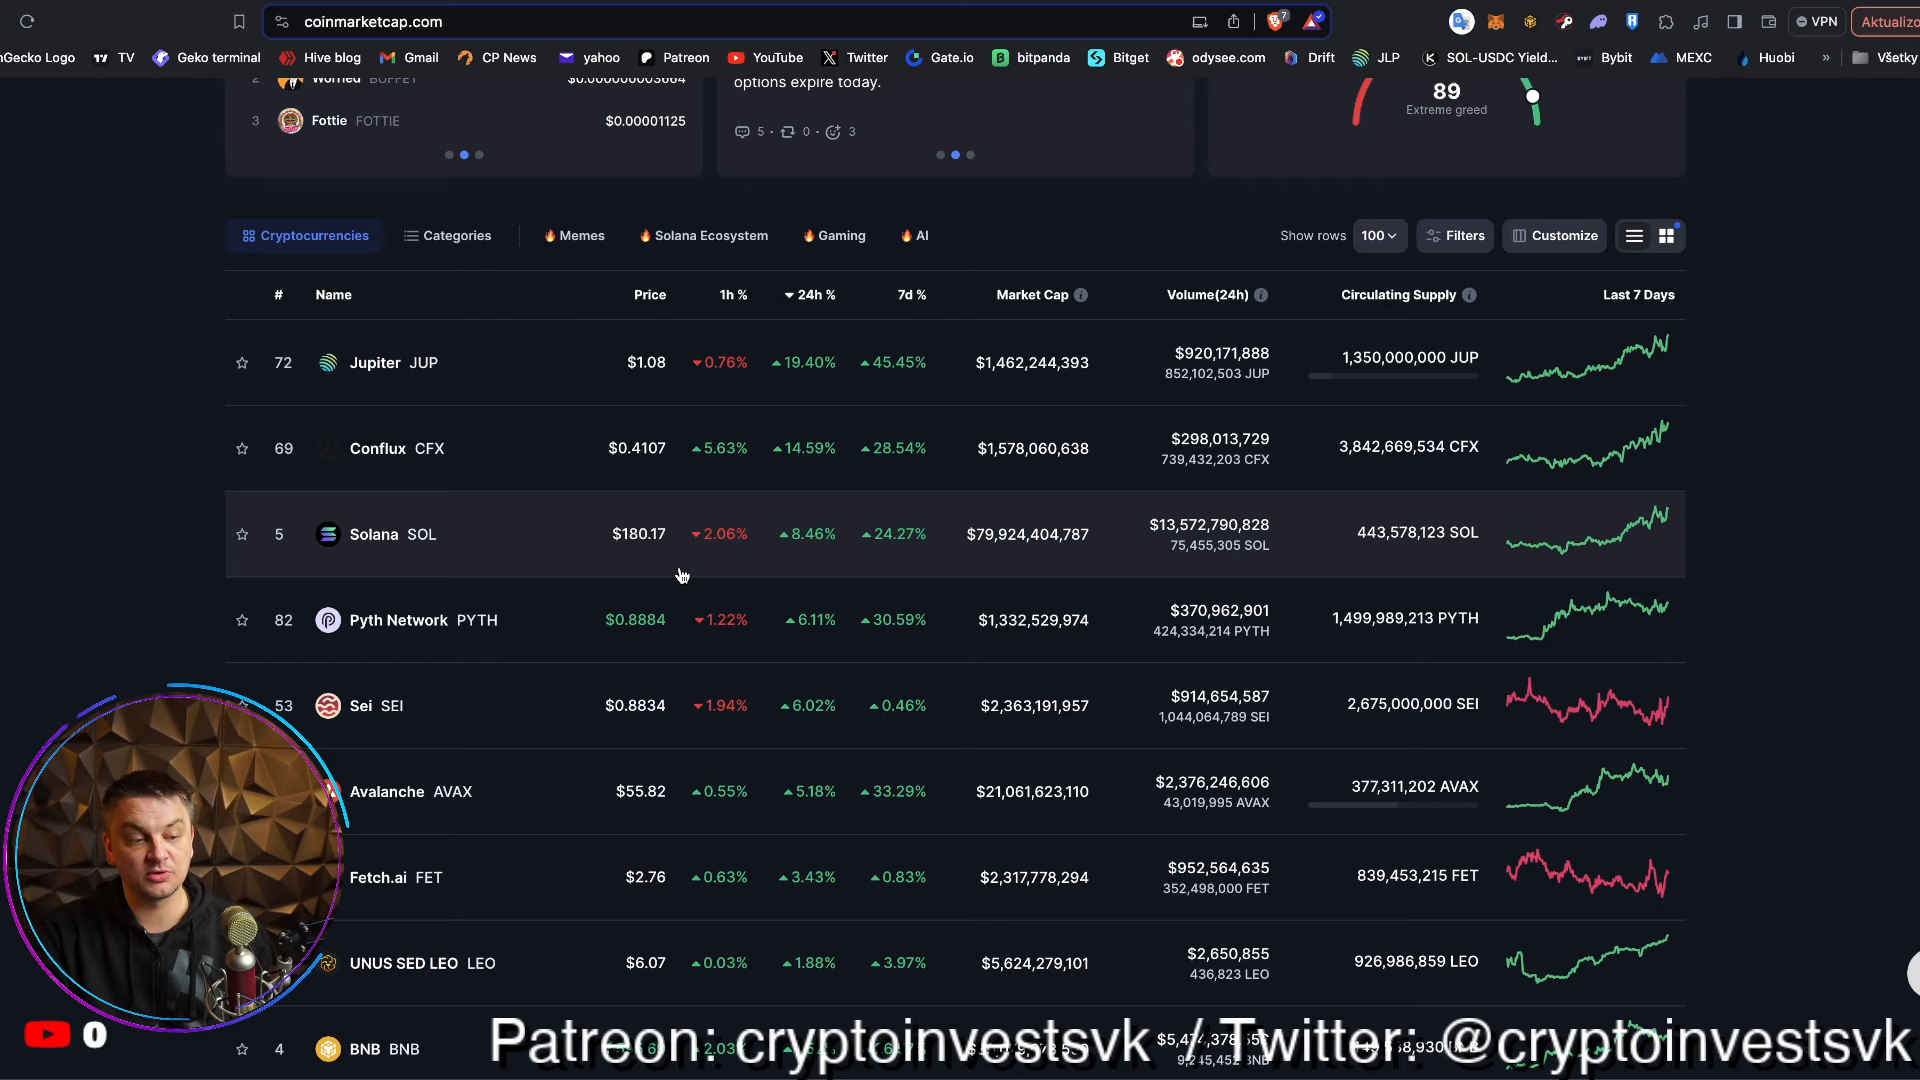 coinmarketcap.com
7
VPN
Aktualizo
nGecko Logo TV Geko terminal Hive blog Gmail CP News yahoo Patreon YouTube Twitter Gate.io bitpanda Bitget odysee.com Drift JLP SOL-USDC Yield... Bybit MEXC Huobi » Všetky
2 Worried BUFFET
3 Fottie FOTTIE $0.00001125
options expire today.
5 · 0 · 3
89
Extreme greed
Cryptocurrencies Categories Memes Solana Ecosystem Gaming AI Show rows 100 Filters Customize
# Name Price 1h % 24h % 7d % Market Cap Volume(24h) Circulating Supply Last 7 Days
72 Jupiter JUP $1.08 0.76% 19.40% 45.45% $1,462,244,393 $920,171,888 1,350,000,000 JUP
852,102,503 JUP
69 Conflux CFX $0.4107 5.63% 14.59% 28.54% $1,578,060,638 $298,013,729 3,842,669,534 CFX
739,432,203 CFX
5 Solana SOL $180.17 2.06% 8.46% 24.27% $79,924,404,787 $13,572,790,828 443,578,123 SOL
75,455,305 SOL
82 Pyth Network PYTH $0.8884 1.22% 6.11% 30.59% $1,332,529,974 $370,962,901 1,499,989,213 PYTH
424,334,214 PYTH
53 Sei SEI $0.8834 1.94% 6.02% 0.46% $2,363,191,957 $914,654,587 2,675,000,000 SEI
1,044,064,789 SEI
Avalanche AVAX $55.82 0.55% 5.18% 33.29% $21,061,623,110 $2,376,246,606 377,311,202 AVAX
43,019,995 AVAX
Fetch.ai FET $2.76 0.63% 3.43% 0.83% $2,317,778,294 $952,564,635 839,453,215 FET
352,498,000 FET
UNUS SED LEO LEO $6.07 0.03% 1.88% 3.97% $5,624,279,101 $2,650,855 926,986,859 LEO
436,823 LEO
4 BNB BNB 2.03%
0
Patreon: cryptoinvestsvk / Twitter: @cryptoinvestsvk